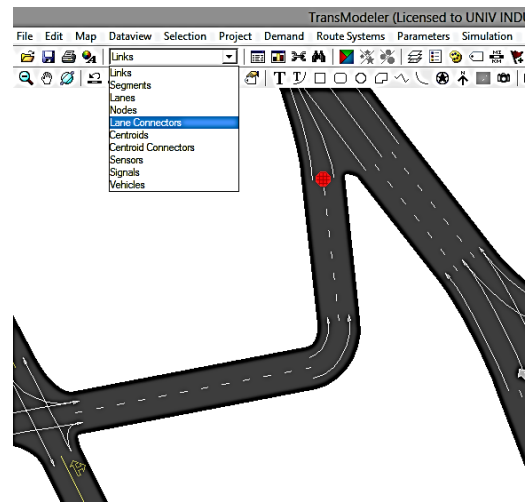 TransModeler (Licensed to UNIV INDU
File Edit Map Dataview Selection Project Demand Route Systems Parameters Simulation
Links
Links
Segments
Lanes
Nodes
Lane Connectors
Centroids
Centroid Connectors
Sensors
Signals
Vehicles